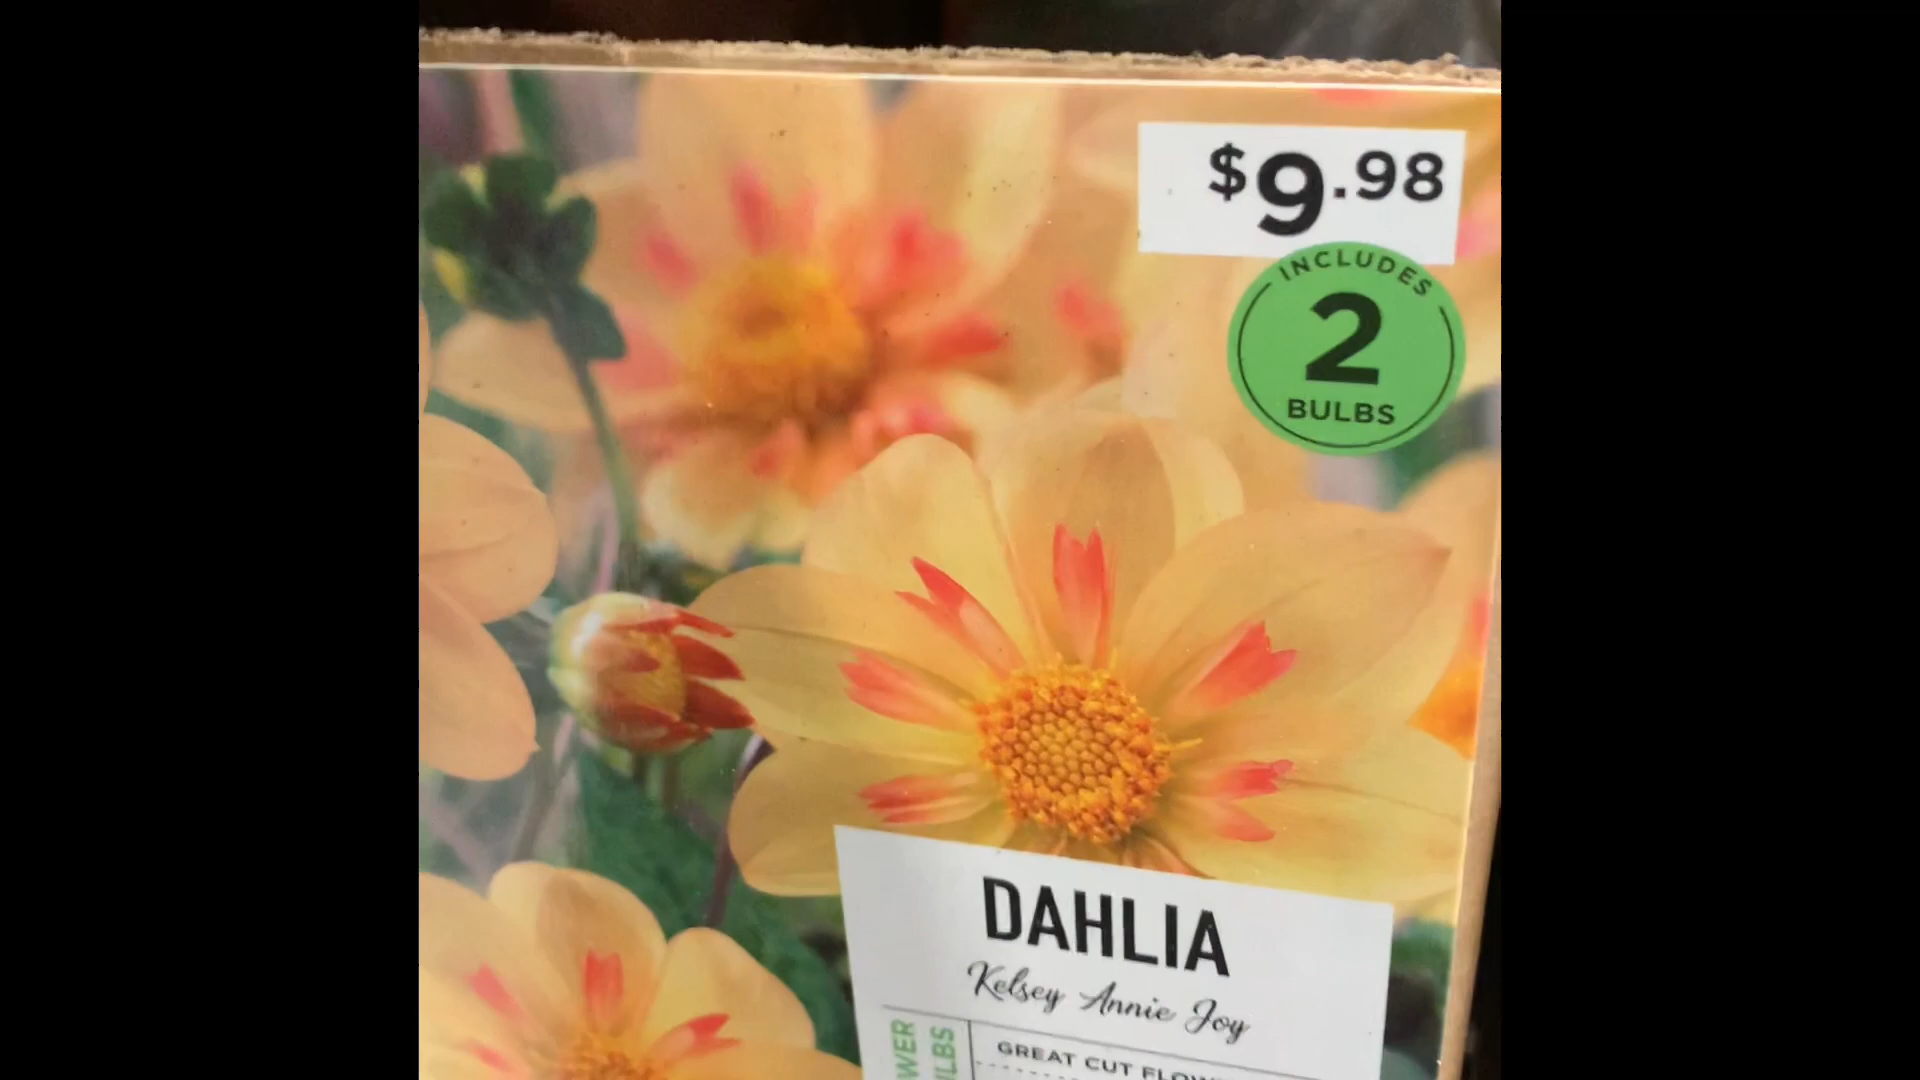 $9.98
INCLUDES
2
BULBS
DAHLIA
Kelsey Annie Joy
GREAT CUT